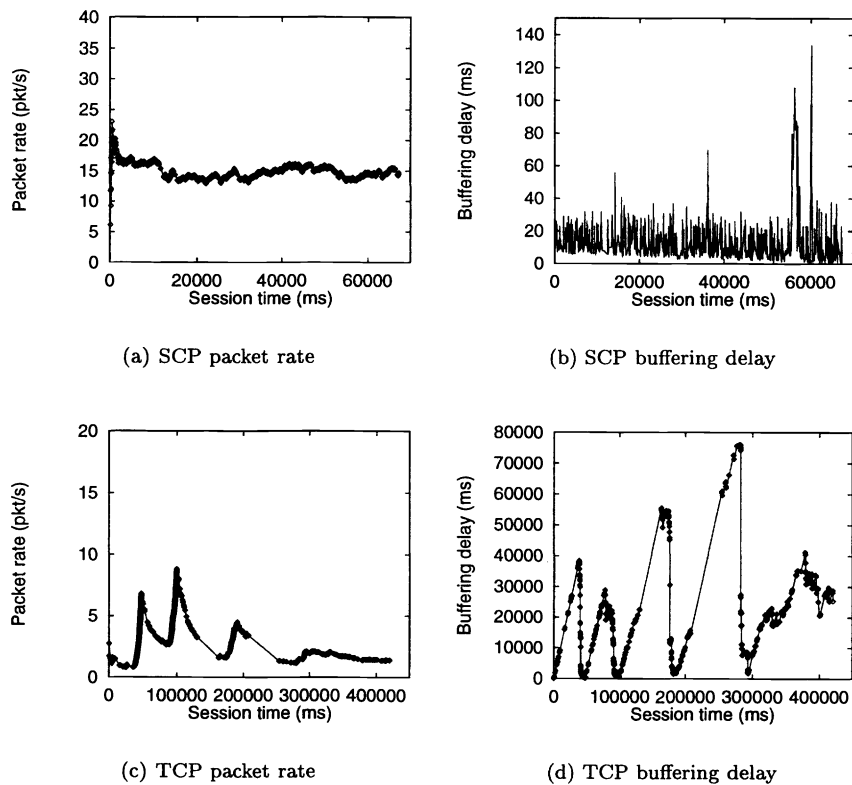 Packet rate (pkt/s)
40
35
30
25
20
15
10
5
0
0 20000 40000 60000
Session time (ms)
(a) SCP packet rate
Buffering delay (ms)
140
120
100
80
60
40
20
0
0 20000 40000 60000
Session time (ms)
(b) SCP buffering delay
Packet rate (pkt/s)
20
15
10
5
0
0 100000 200000 300000 400000
Session time (ms)
(c) TCP packet rate
Buffering delay (ms)
80000
70000
60000
50000
40000
30000
20000
10000
0
0 100000 200000 300000 400000
Session time (ms)
(d) TCP buffering delay